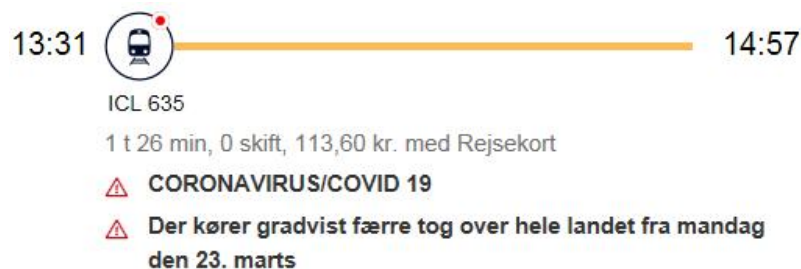 13:31 14:57
ICL 635
1 t 26 min, 0 skift, 113,60 kr. med Rejsekort
CORONAVIRUS/COVID 19
Der kører gradvist færre tog over hele landet fra mandag
den 23. marts